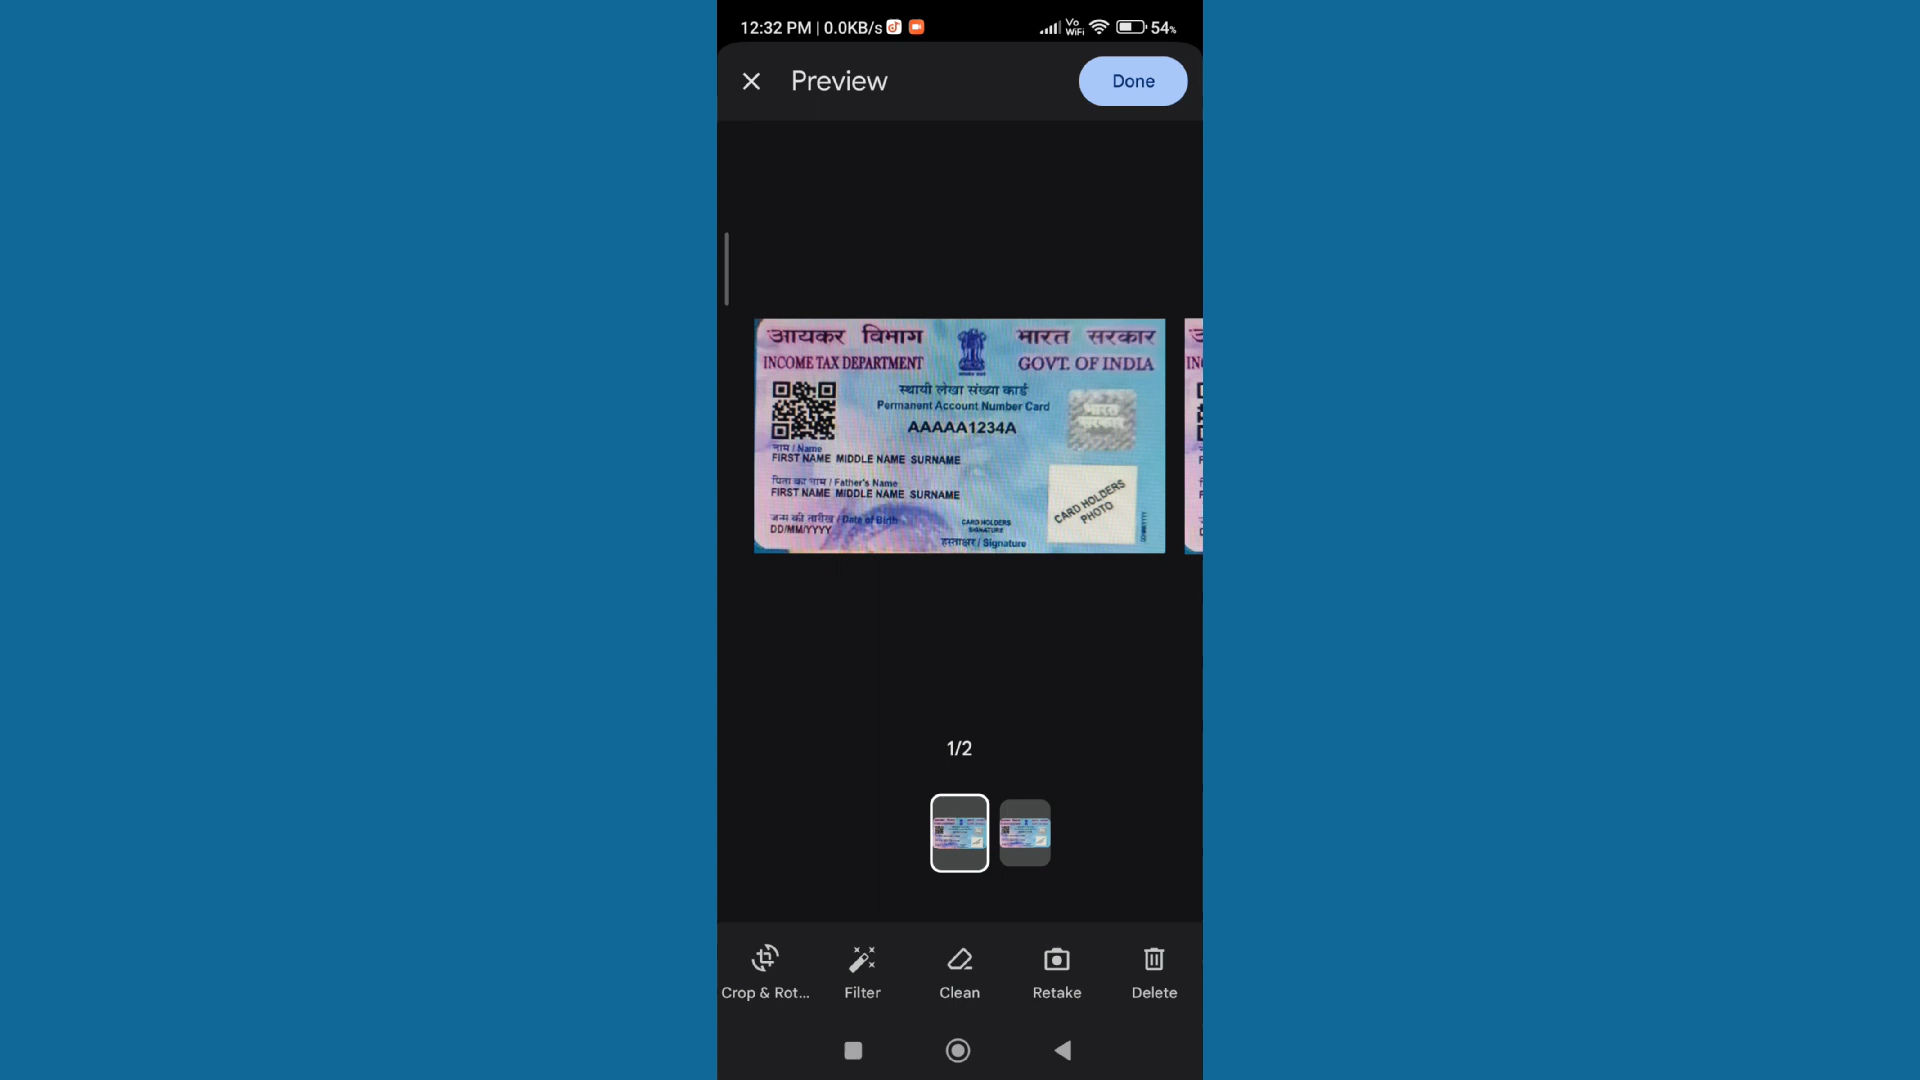 12:32 PM | 0.0KB/s
Vo WiFi 54%
Preview
Done
आयकर विभाग
भारत सरकार
INCOME TAX DEPARTMENT
GOVT. OF INDIA
स्थायी लेखा संख्या कार्ड
Permanent Account Number Card
AAAAA1234A
नाम / Name
FIRST NAME MIDDLE NAME SURNAME
पिता का नाम / Father's Name
FIRST NAME MIDDLE NAME SURNAME
जन्म की तारीख / Date of Birth
DD/MM/YYYY
CARD HOLDERS
SIGNATURE
हस्ताक्षर / Signature
CARD HOLDERS
PHOTO
1/2
Crop & Rot...
Filter
Clean
Retake
Delete